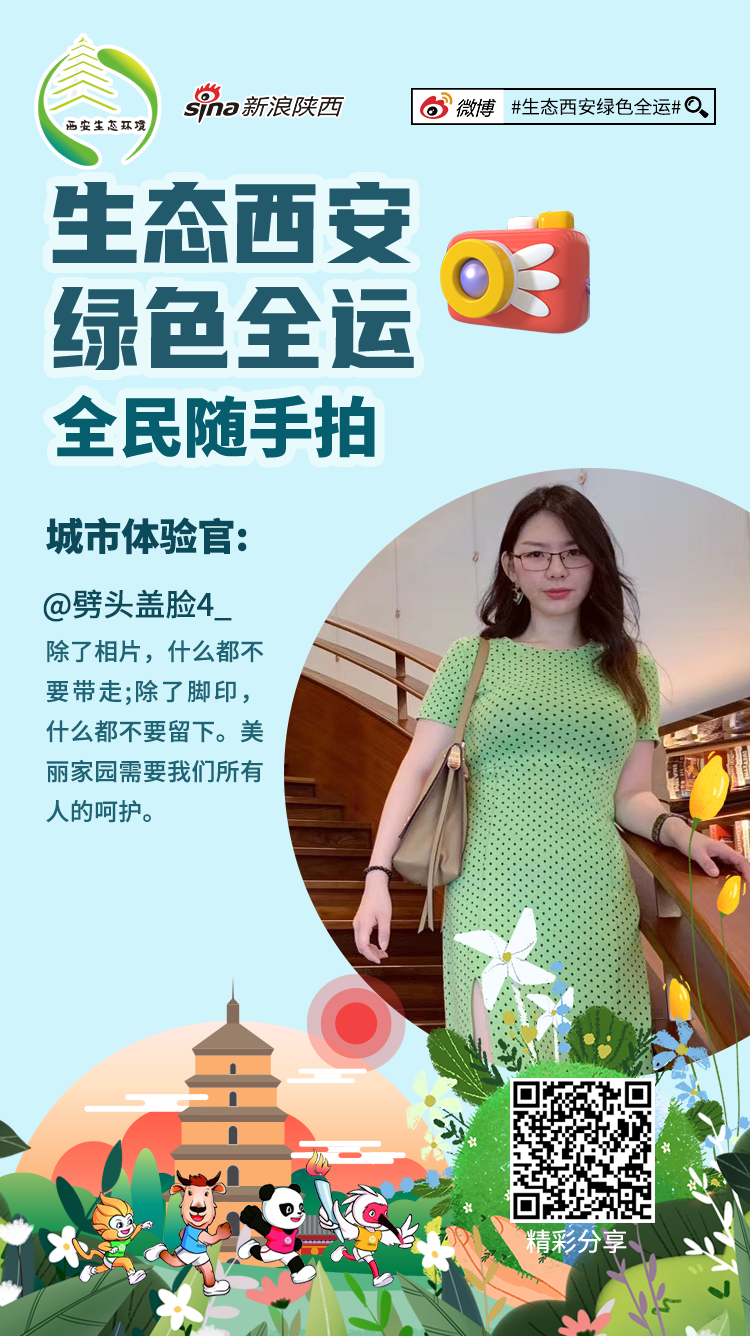 西安生态环境
sina新浪陕西
微博 #生态西安绿色全运#
生态西安
绿色全运
全民随手拍
城市体验官:
@劈头盖脸4_
除了相片，什么都不
要带走;除了脚印，
什么都不要留下。美
丽家园需要我们所有
人的呵护。
精彩分享